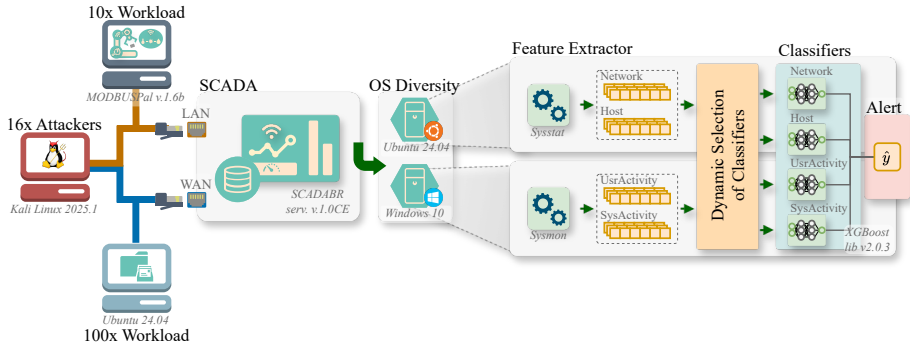 10x Workload
MODBUSPal v.1.6b
16x Attackers
Kali Linux 2025.1
LAN
WAN
Ubuntu 24.04
100x Workload
SCADA
SCADABR
serv. v.1.0CE
OS Diversity
Ubuntu 24.04
Windows 10
Feature Extractor
Sysstat
Network
Host
Sysmon
UsrActivity
SysActivity
Dynamic Selection
of Classifiers
Classifiers
Network
Host
UsrActivity
SysActivity
XGBoost
lib v2.0.3
Alert
ŷ